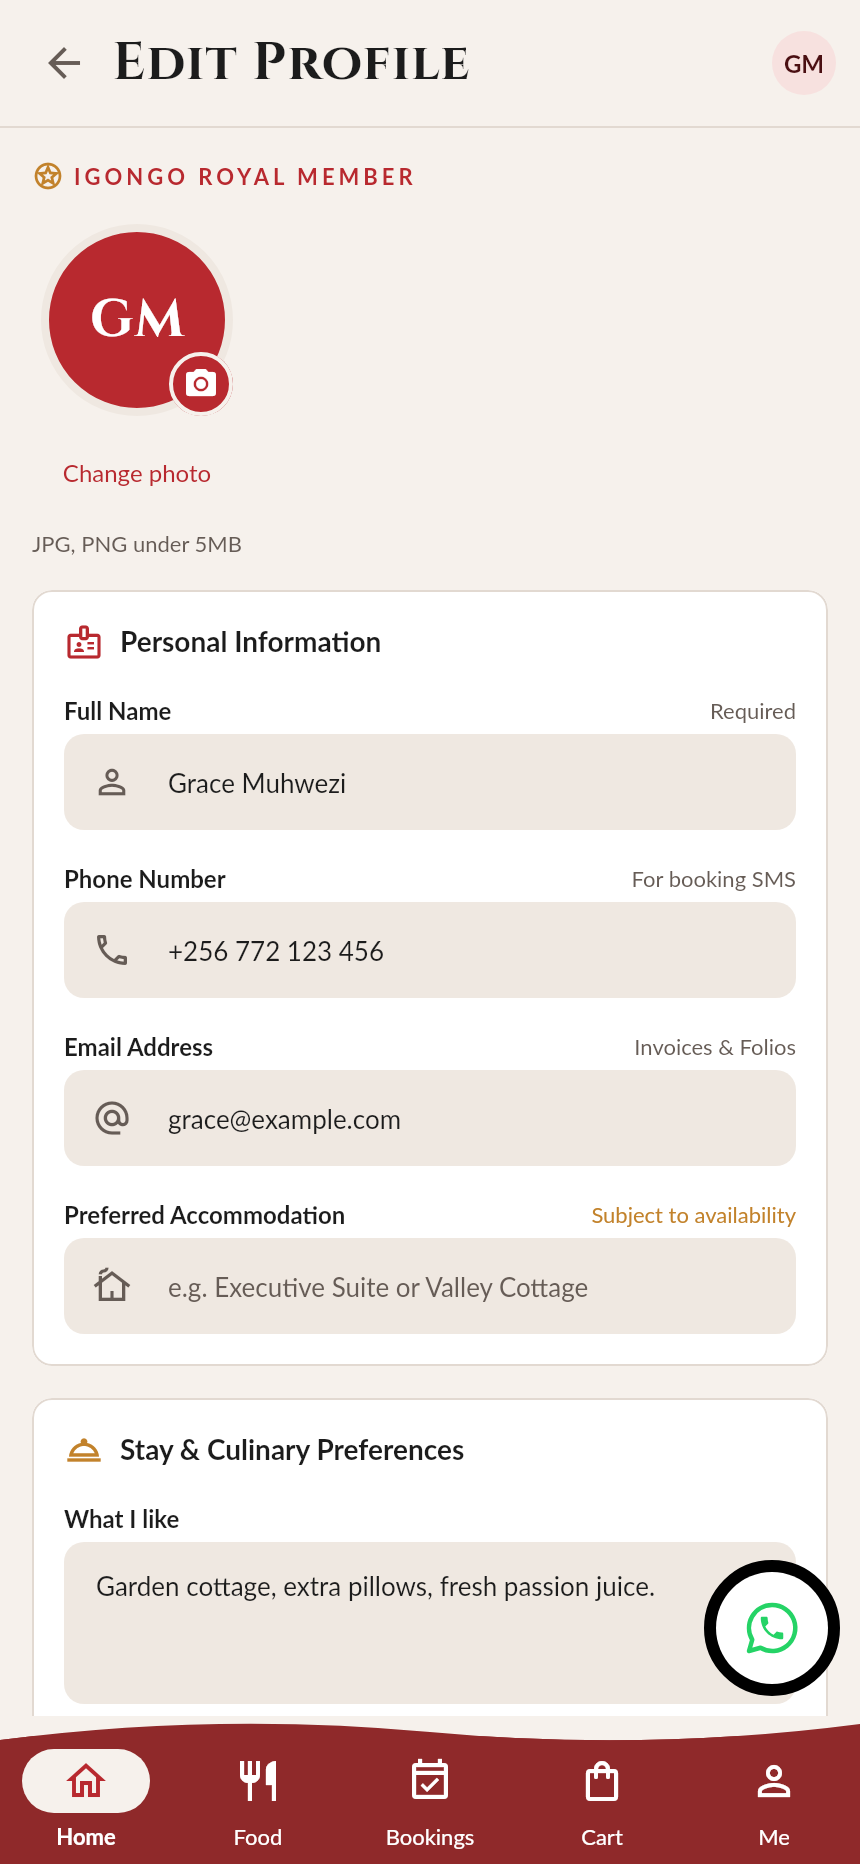 Edit Profile
GM
IGONGO ROYAL MEMBER
GM
Change photo
JPG, PNG under 5MB
Personal Information
Full Name Required
Grace Muhwezi
Phone Number For booking SMS
+256 772 123 456
Email Address Invoices & Folios
grace@example.com
Preferred Accommodation Subject to availability
e.g. Executive Suite or Valley Cottage
Stay & Culinary Preferences
What I like
Garden cottage, extra pillows, fresh passion juice.
Home Food Bookings Cart Me